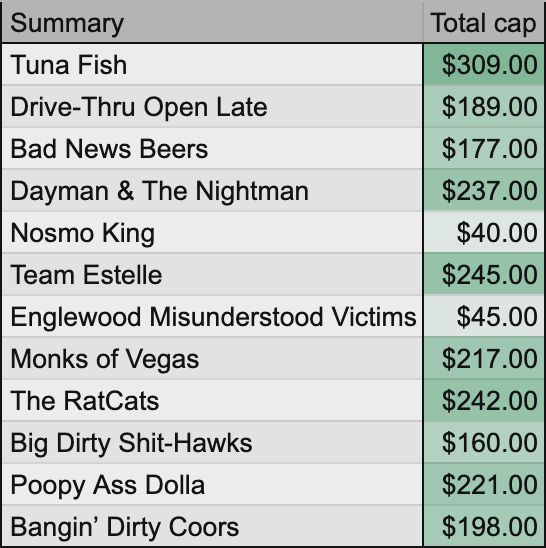 Summary Total cap
Tuna Fish $309.00
Drive-Thru Open Late $189.00
Bad News Beers $177.00
Dayman & The Nightman $237.00
Nosmo King $40.00
Team Estelle $245.00
Englewood Misunderstood Victims $45.00
Monks of Vegas $217.00
The RatCats $242.00
Big Dirty Shit-Hawks $160.00
Poopy Ass Dolla $221.00
Bangin’ Dirty Coors $198.00